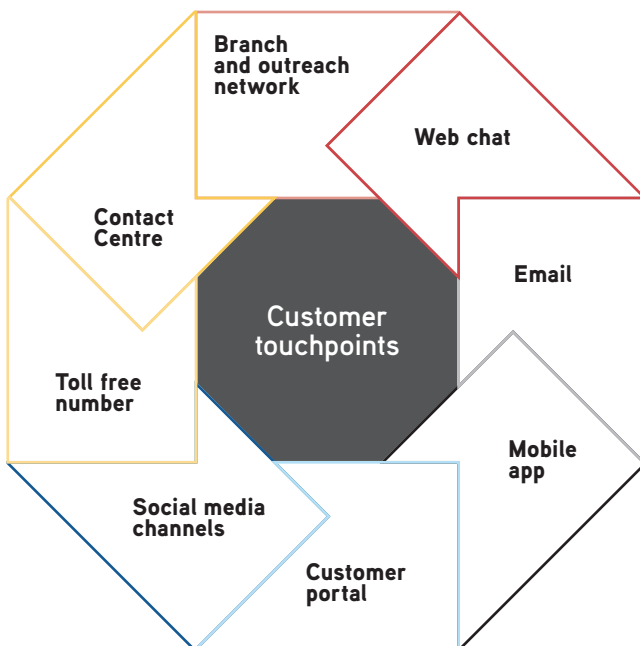 Branch
and outreach
network
Web chat
Contact
Centre
Email
Customer
touchpoints
Toll free
number
Mobile
app
Social media
channels
Customer
portal